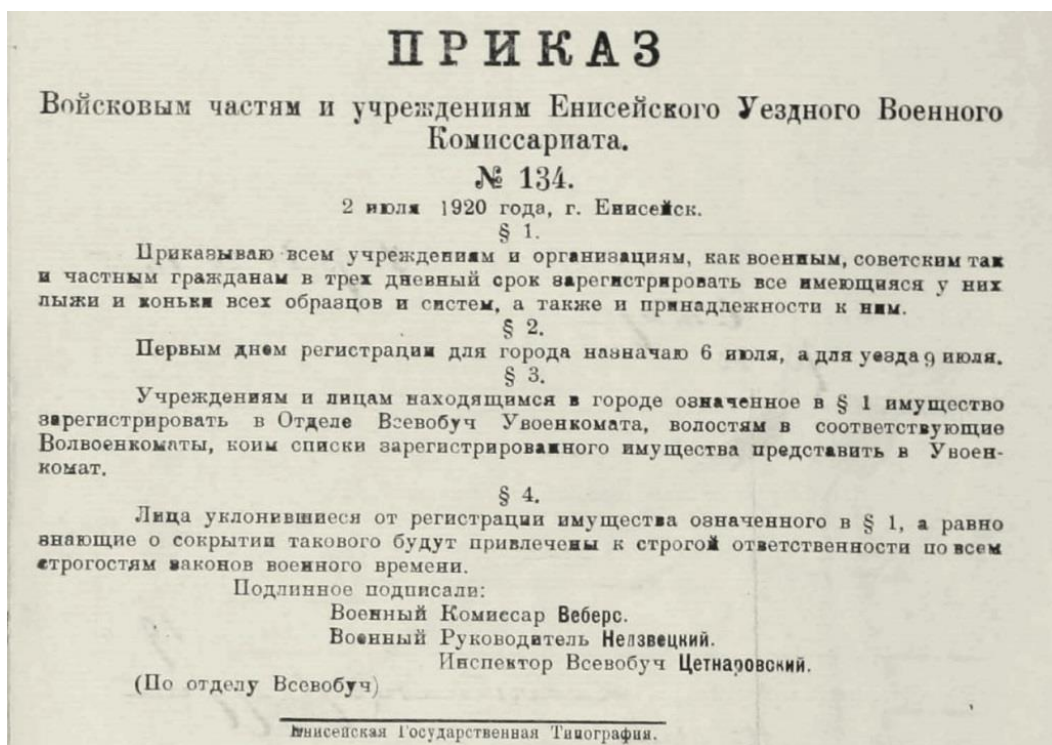 ПРИКАЗ
Войсковым частям и учреждениям Енисейского Уездного Военного
Комиссариата.
№ 134.
2 июля 1920 года, г. Енисейск.
§ 1.
Приказываю всем учреждениям и организациям, как военным, советским так
и частным гражданам в трех дневный срок зарегистрировать все имеющияся у них
лыжи и коньки всех образцов и систем, а также и принадлежности к ним.
§ 2.
Первым днем регистрации для города назначаю 6 июля, а для уезда 9 июля.
§ 3.
Учреждениям и лицам находящимся в городе означенное в § 1 имущество
зарегистрировать в Отделе Всевобуч Увоенкомата, волостям в соответствующие
Волвоенкоматы, коим списки зарегистрированного имущества представить в Увоен-
комат.
§ 4.
Лица уклонившиеся от регистрации имущества означенного в § 1, а равно
знающие о сокрытии такового будут привлечены к строгой ответственности по всем
строгостям законов военного времени.
Подлинное подписали:
Военный Комиссар Веберс.
Военный Руководитель Незвецкий.
Инспектор Всевобуч Цетнаровский.
(По отделу Всевобуч)
Енисейская Государственная Типография.